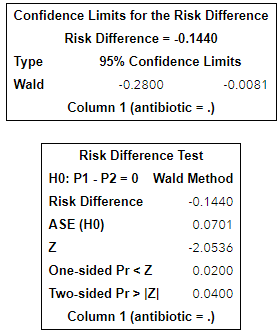 Confidence Limits for the Risk Difference
Risk Difference = -0.1440
Type 95% Confidence Limits
Wald -0.2800 -0.0081
Column 1 (antibiotic = .)
Risk Difference Test
H0: P1 - P2 = 0 Wald Method
Risk Difference -0.1440
ASE (H0) 0.0701
Z -2.0536
One-sided Pr < Z 0.0200
Two-sided Pr > |Z| 0.0400
Column 1 (antibiotic = .)